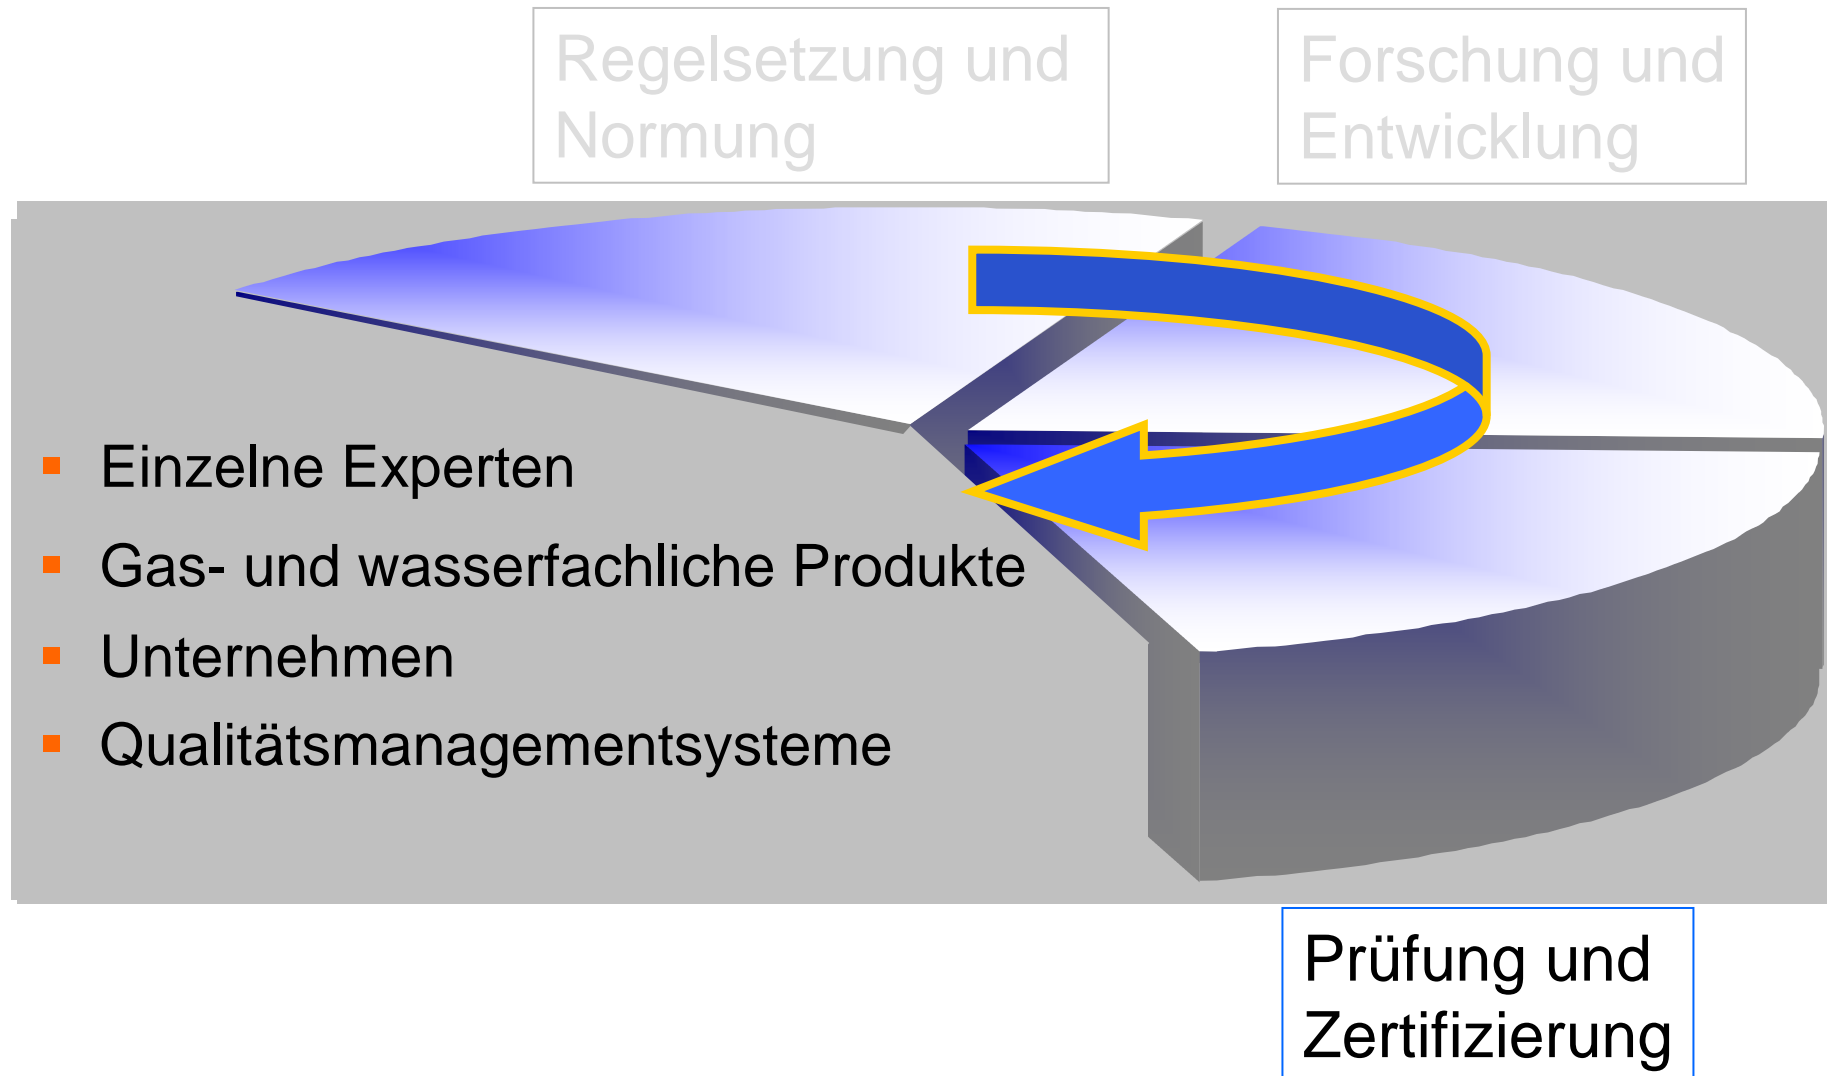 Regelsetzung und
Normung
Forschung und
Entwicklung
Einzelne Experten
Gas- und wasserfachliche Produkte
Unternehmen
Qualitätsmanagementsysteme
Prüfung und
Zertifizierung